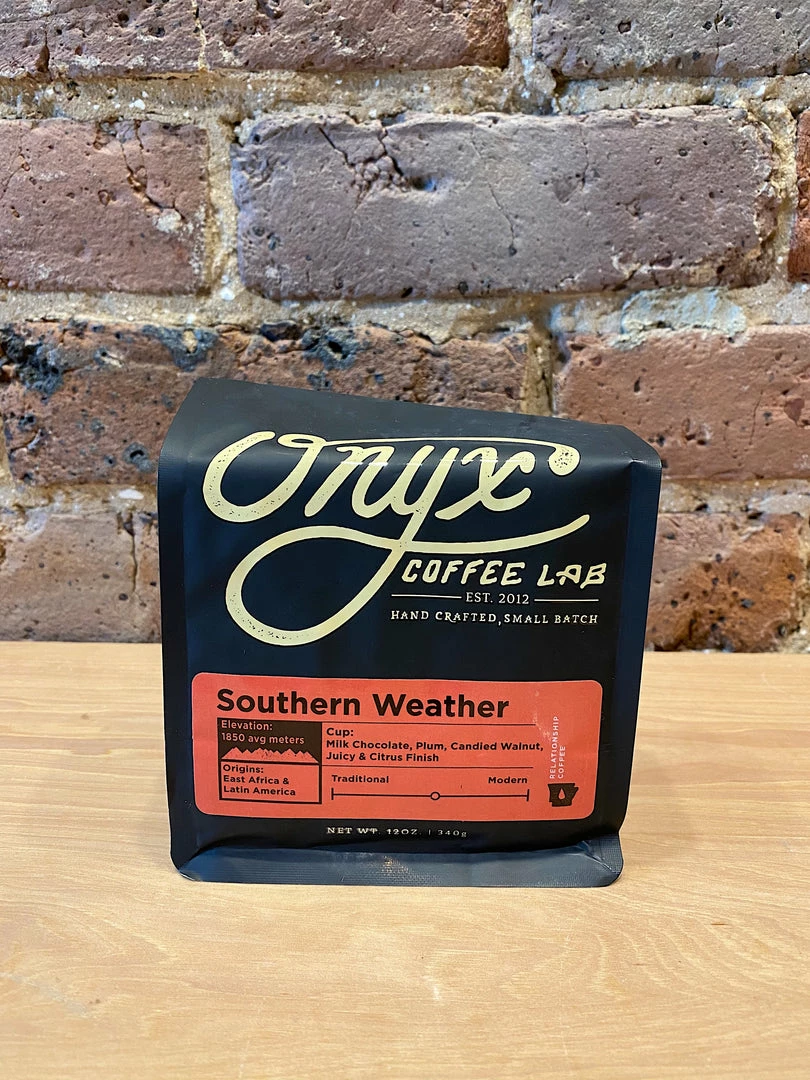 Onyx
COFFEE LAB
EST. 2012
HAND CRAFTED, SMALL BATCH
Southern Weather
Elevation:
1850 avg meters
Origins:
East Africa &
Latin America
Cup:
Milk Chocolate, Plum, Candied Walnut,
Juicy & Citrus Finish
Traditional Modern
RELATIONSHIP
COFFEE
NET WT. 12OZ. | 340g